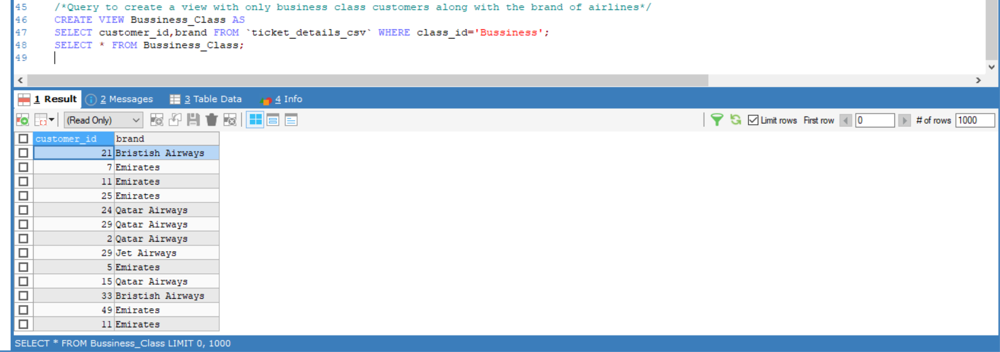 45 /*Query to create a view with only business class customers along with the brand of airlines*/
46 CREATE VIEW Bussiness_Class AS
47 SELECT customer_id,brand FROM `ticket_details_csv` WHERE class_id='Bussiness';
48 SELECT * FROM Bussiness_Class;
49
1 Result 2 Messages 3 Table Data 4 Info
(Read Only) Limit rows First row 0 # of rows 1000
customer_id brand
21 Bristish Airways
7 Emirates
11 Emirates
25 Emirates
24 Qatar Airways
29 Qatar Airways
2 Qatar Airways
29 Jet Airways
5 Emirates
15 Qatar Airways
33 Bristish Airways
49 Emirates
11 Emirates
SELECT * FROM Bussiness_Class LIMIT 0, 1000